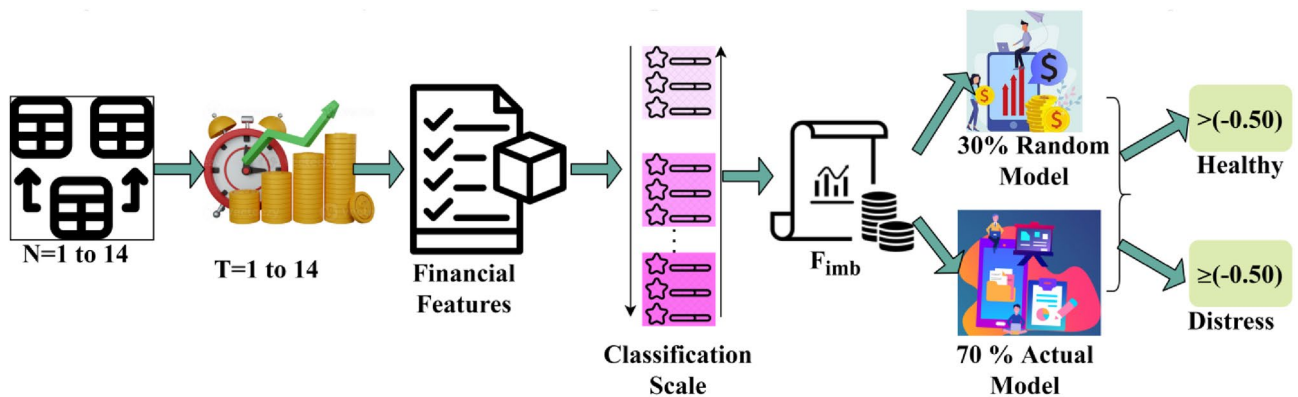 N=1 to 14
T=1 to 14
Financial
Features
Classification
Scale
F_imb
$
$
$
30% Random
Model
70 % Actual
Model
>(-0.50)
Healthy
≥(-0.50)
Distress